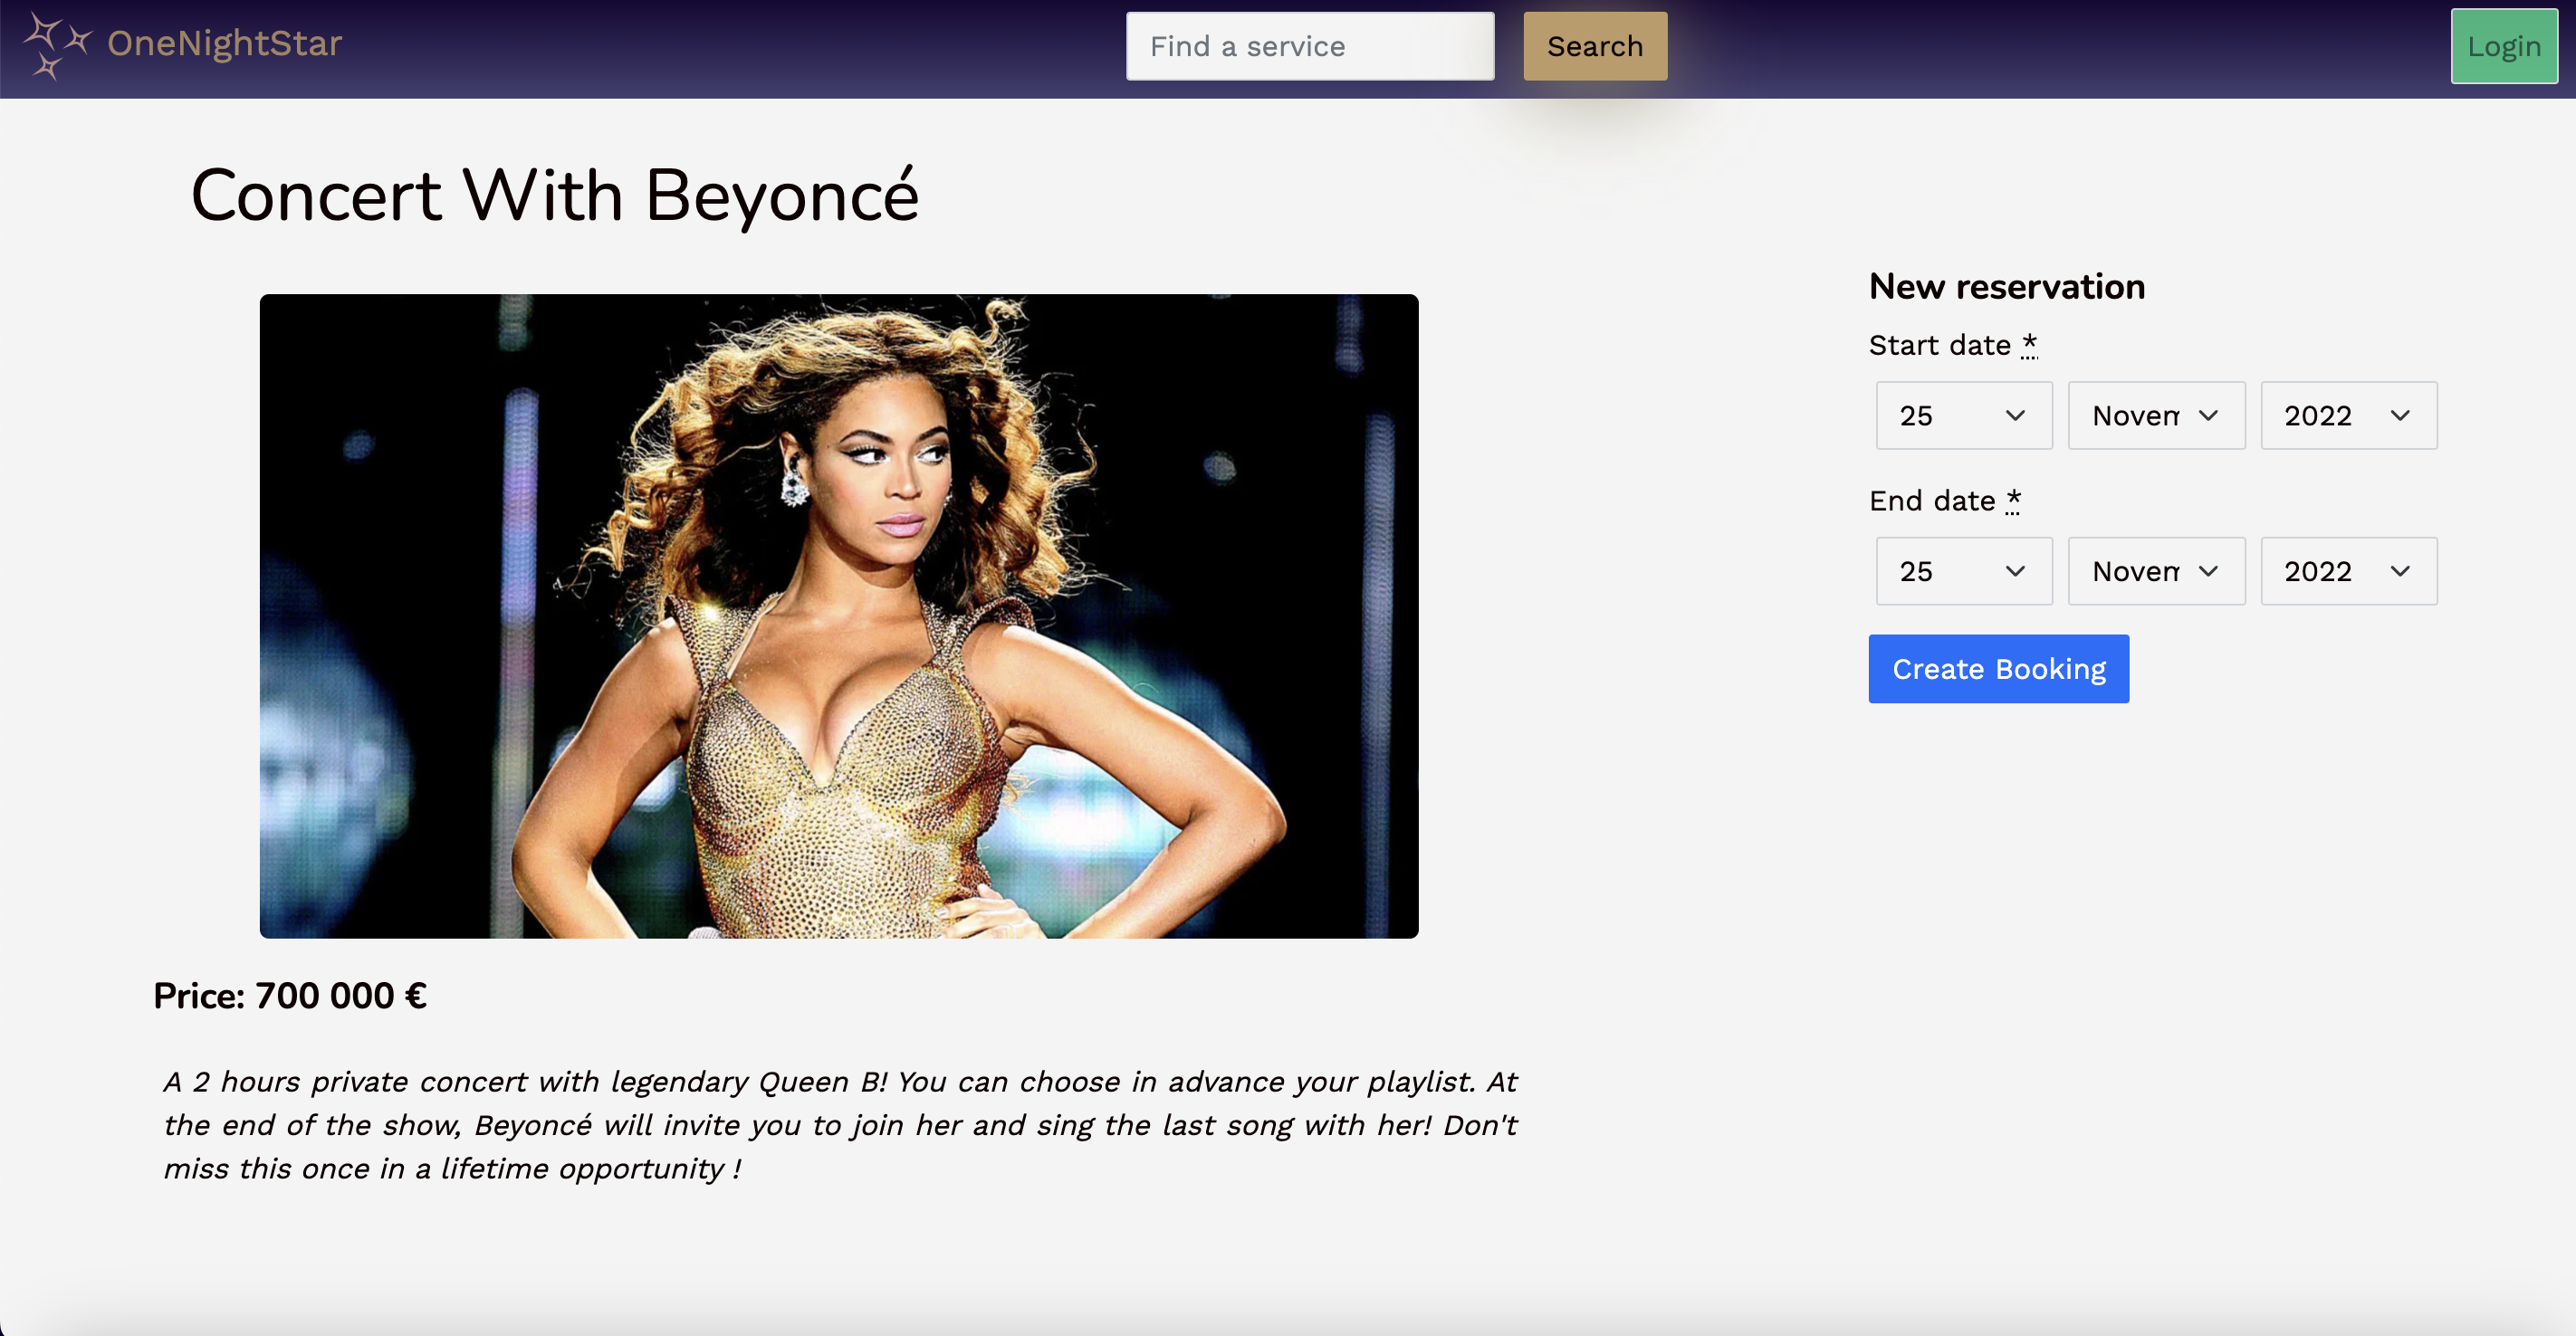 OneNightStar
Find a service
Search
Login
Concert With Beyoncé
New reservation
Start date *
25 Novem 2022
End date *
25 Novem 2022
Create Booking
Price: 700 000 €
A 2 hours private concert with legendary Queen B! You can choose in advance your playlist. At
the end of the show, Beyoncé will invite you to join her and sing the last song with her! Don't
miss this once in a lifetime opportunity !